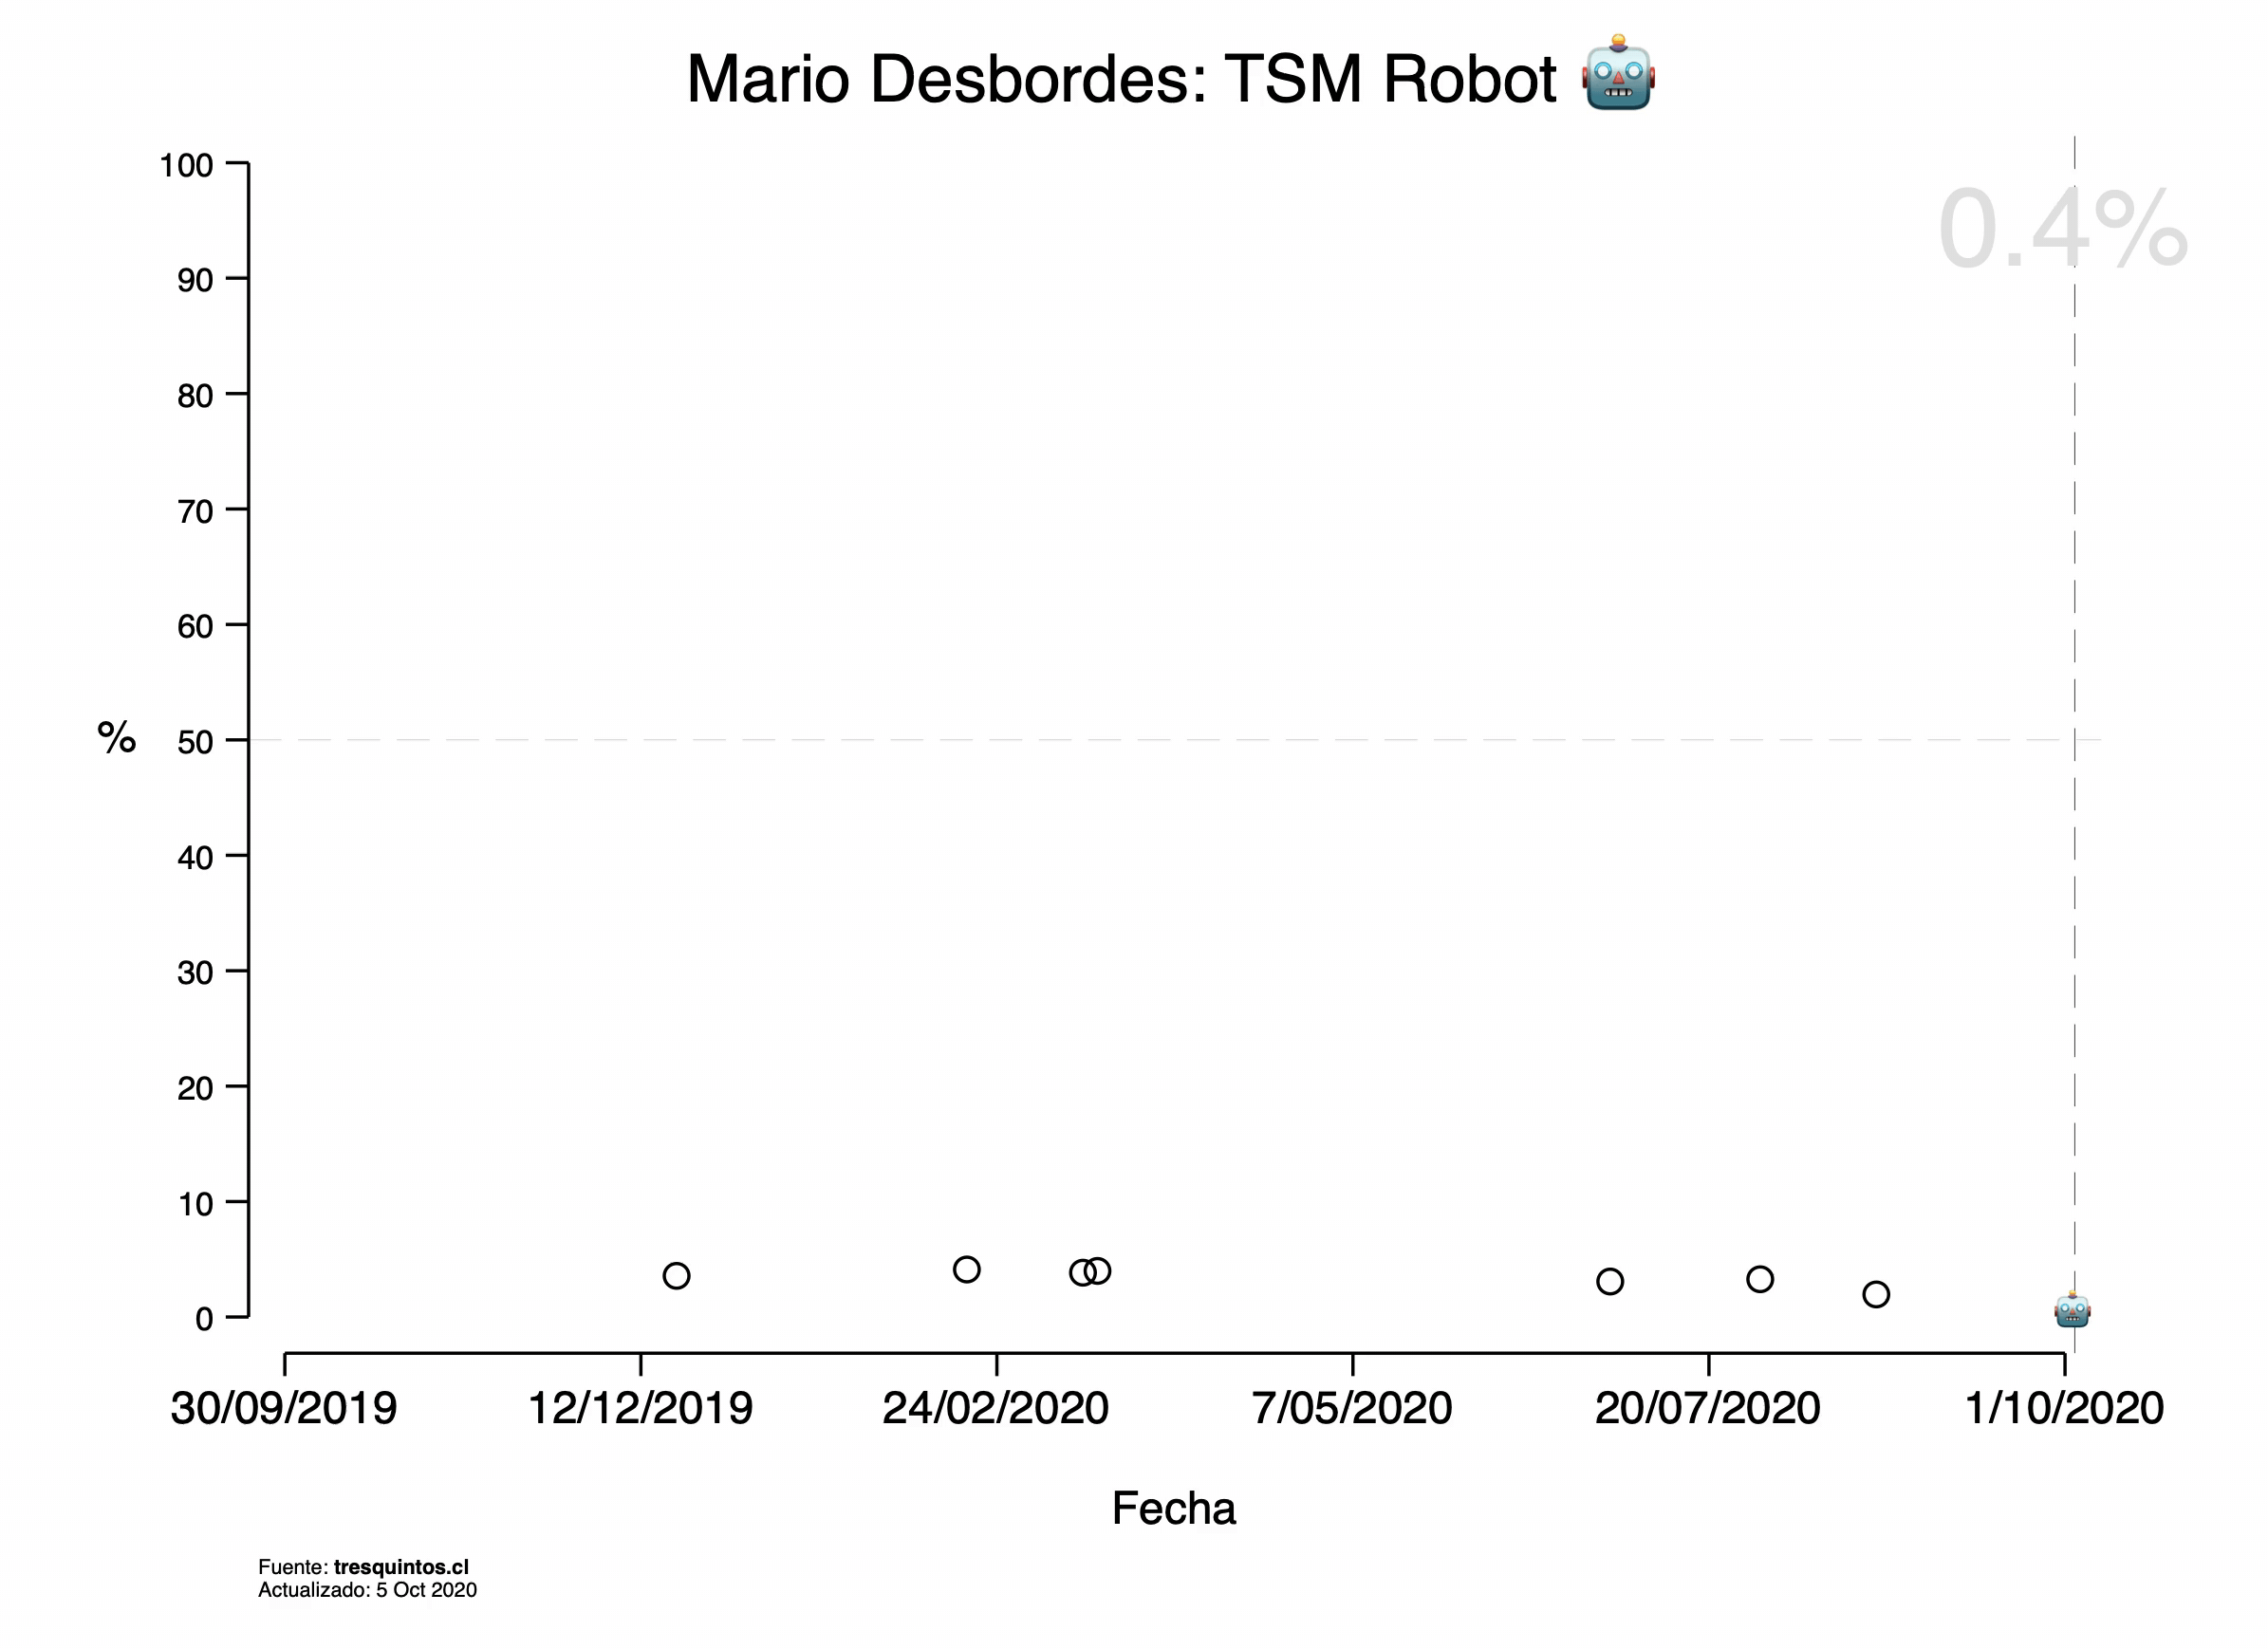 Mario Desbordes: TSM Robot 🤖
0.4%
100
90
80
70
60
% 50
40
30
20
10
0
30/09/2019 12/12/2019 24/02/2020 7/05/2020 20/07/2020 1/10/2020
Fecha
Fuente: tresquintos.cl
Actualizado: 5 Oct 2020